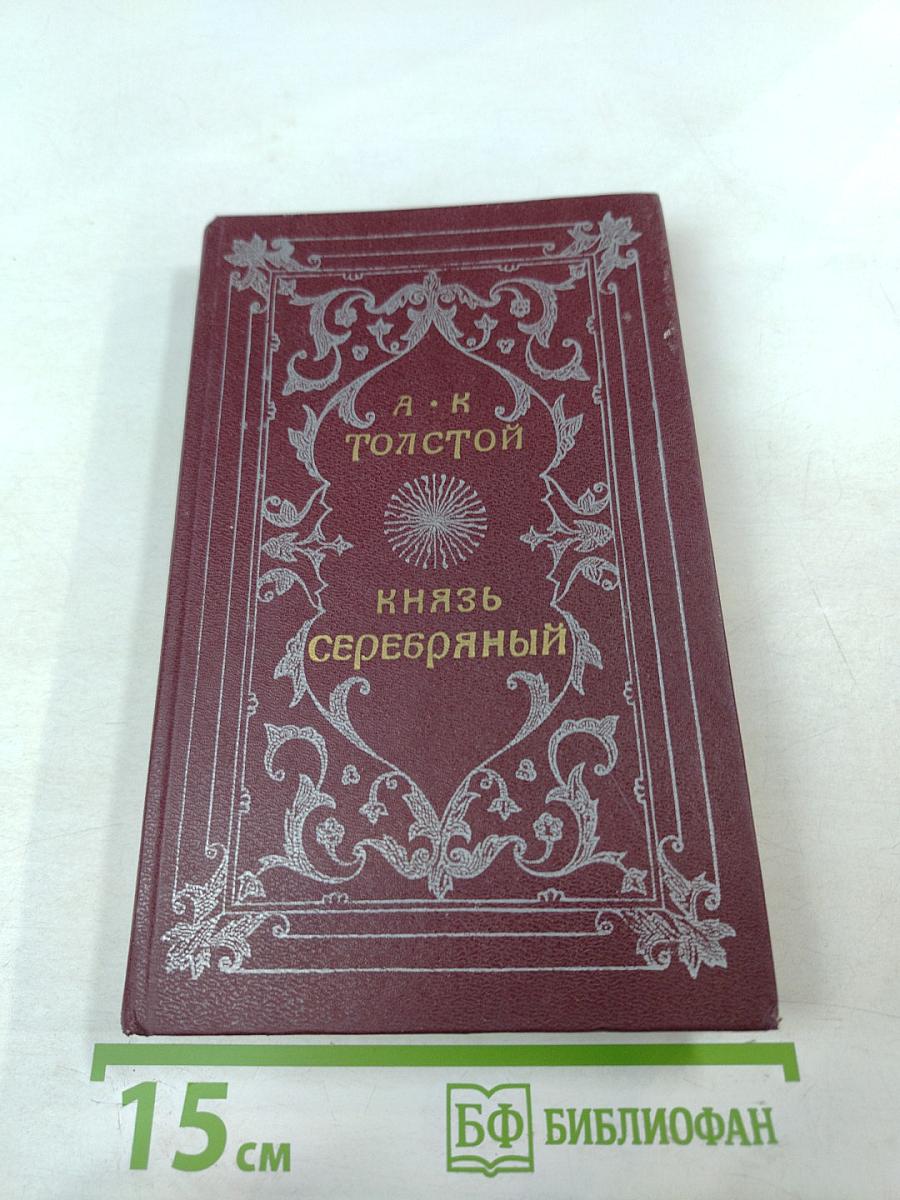 А · К
ТОЛСТОЙ
КНЯЗЬ
СЕРЕБРЯНЫЙ
15 см
БФ БИБЛИОФАН